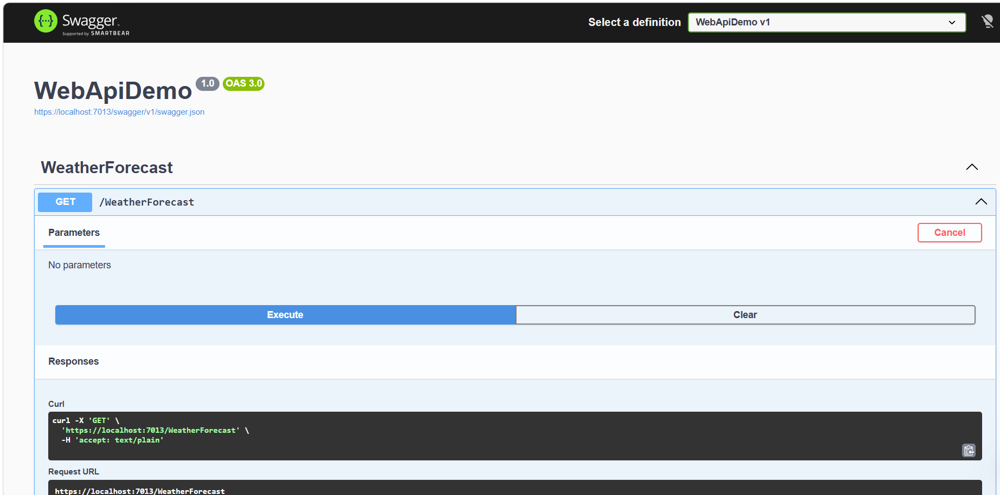 {···} Swagger™
Supported by SMARTBEAR
Select a definition
WebApiDemo v1
WebApiDemo 1.0 OAS 3.0
https://localhost:7013/swagger/v1/swagger.json
WeatherForecast
GET /WeatherForecast
Parameters
Cancel
No parameters
Execute
Clear
Responses
Curl
curl -X 'GET' \
  'https://localhost:7013/WeatherForecast' \
  -H 'accept: text/plain'
Request URL
https://localhost:7013/WeatherForecast